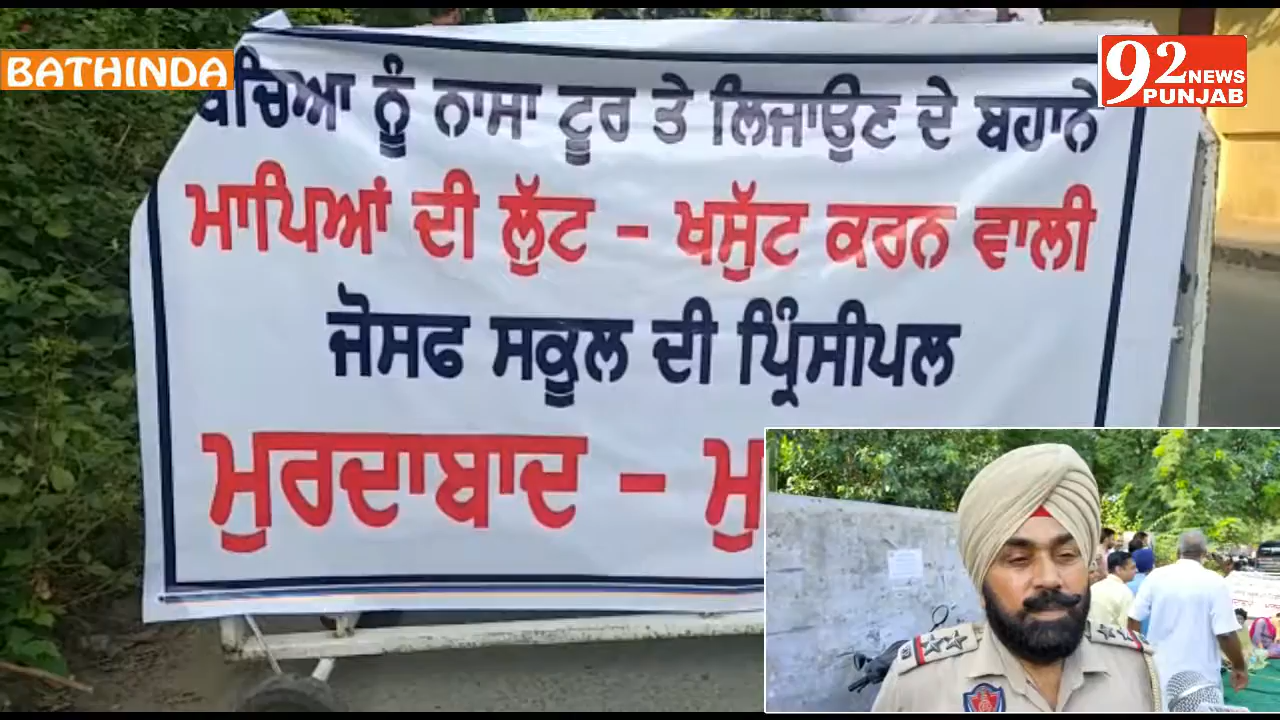 BATHINDA
92 NEWS
PUNJAB
ਬੱਚਿਆ ਨੂੰ ਨਾਸਾ ਟੂਰ ਤੇ ਲਿਜਾਉਣ ਦੇ ਬਹਾਨੇ
ਮਾਪਿਆਂ ਦੀ ਲੁੱਟ - ਖਸੁੱਟ ਕਰਨ ਵਾਲੀ
ਜੋਸਫ ਸਕੂਲ ਦੀ ਪ੍ਰਿੰਸੀਪਲ
ਮੁਰਦਾਬਾਦ - ਮੁ